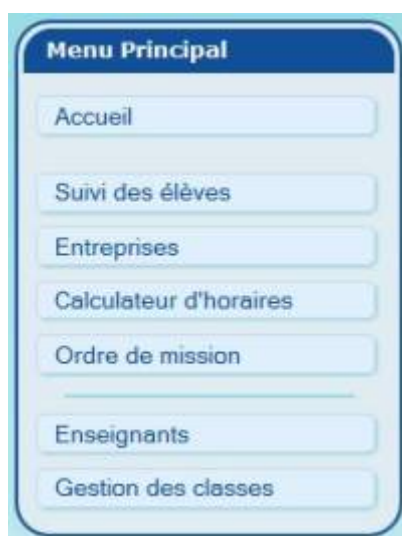 Menu Principal
Accueil
Suivi des élèves
Entreprises
Calculateur d'horaires
Ordre de mission
Enseignants
Gestion des classes